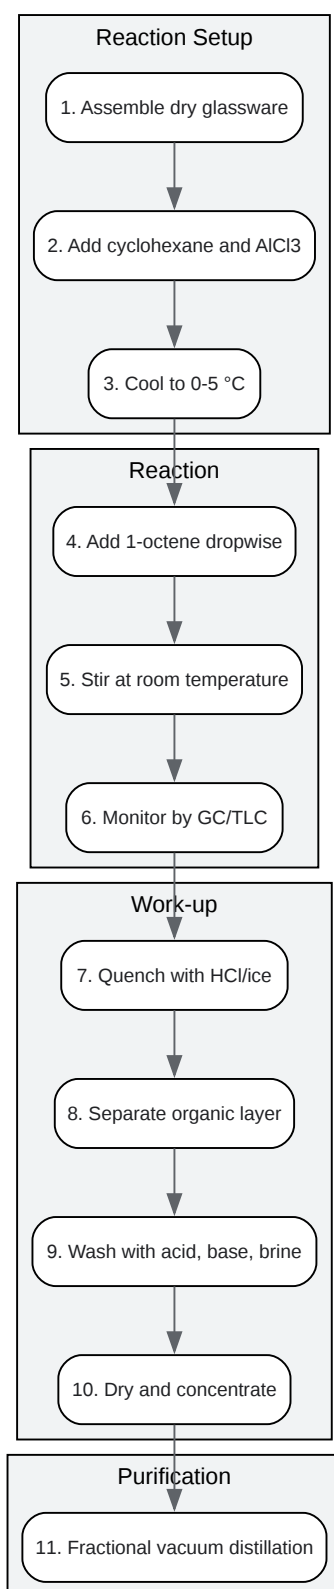 Reaction Setup
1. Assemble dry glassware
2. Add cyclohexane and AlCl3
3. Cool to 0-5 °C
Reaction
4. Add 1-octene dropwise
5. Stir at room temperature
6. Monitor by GC/TLC
Work-up
7. Quench with HCl/ice
8. Separate organic layer
9. Wash with acid, base, brine
10. Dry and concentrate
Purification
11. Fractional vacuum distillation